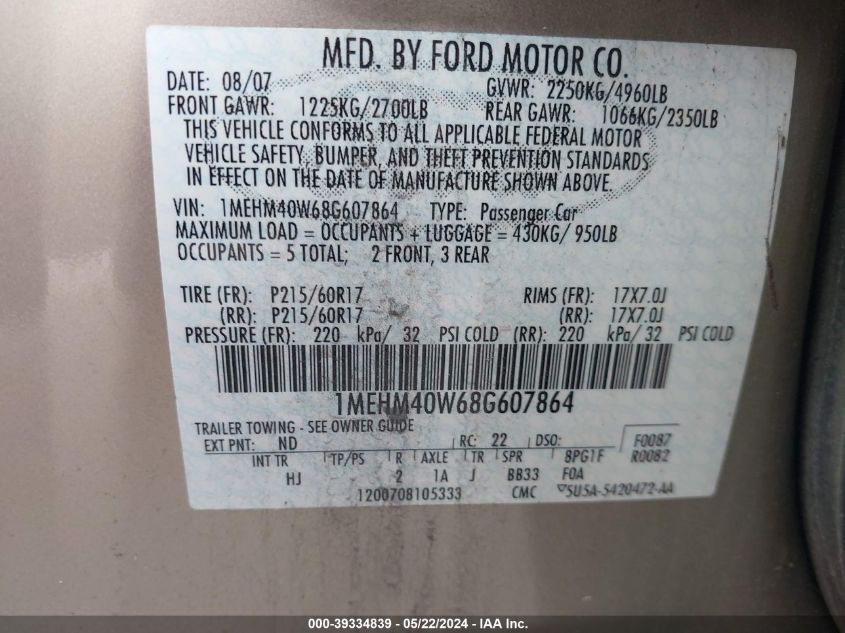 MFD. BY FORD MOTOR CO.
DATE: 08/07 GVWR: 2250KG/4960LB
FRONT GAWR: 1225KG/2700LB REAR GAWR: 1066KG/2350LB
THIS VEHICLE CONFORMS TO ALL APPLICABLE FEDERAL MOTOR
VEHICLE SAFETY, BUMPER, AND THEFT PREVENTION STANDARDS
IN EFFECT ON THE DATE OF MANUFACTURE SHOWN ABOVE.
VIN: 1MEHM40W68G607864 TYPE: Passenger Car
MAXIMUM LOAD = OCCUPANTS + LUGGAGE = 430KG/ 950LB
OCCUPANTS = 5 TOTAL; 2 FRONT, 3 REAR
TIRE (FR): P215/60R17 RIMS (FR): 17X7.0J
(RR): P215/60R17 (RR): 17X7.0J
PRESSURE (FR): 220 kPa/ 32 PSI COLD (RR): 220 kPa/ 32 PSI COLD
1MEHM40W68G607864
TRAILER TOWING - SEE OWNER GUIDE
EXT PNT: ND RC: 22 DSO: F0087
INT TR TP/PS R AXLE TR SPR 8PG1F R0082
HJ 2 1A J BB33 F0A
1200708105333 CMC 5U5A-5420472-AA
000-39334839 - 05/22/2024 - IAA Inc.